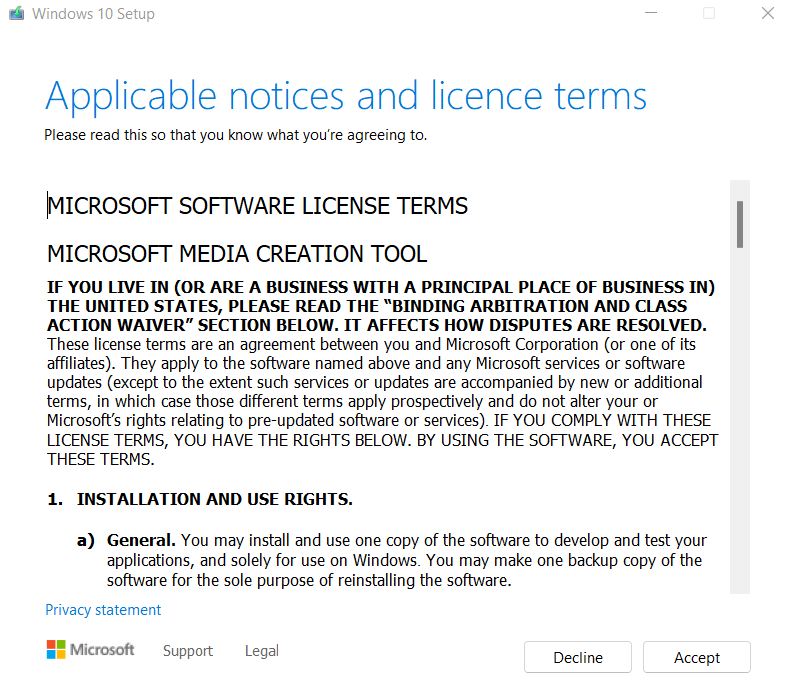 Windows 10 Setup
Applicable notices and licence terms
Please read this so that you know what you’re agreeing to.
MICROSOFT SOFTWARE LICENSE TERMS
MICROSOFT MEDIA CREATION TOOL
IF YOU LIVE IN (OR ARE A BUSINESS WITH A PRINCIPAL PLACE OF BUSINESS IN)
THE UNITED STATES, PLEASE READ THE “BINDING ARBITRATION AND CLASS
ACTION WAIVER” SECTION BELOW. IT AFFECTS HOW DISPUTES ARE RESOLVED.
These license terms are an agreement between you and Microsoft Corporation (or one of its
affiliates). They apply to the software named above and any Microsoft services or software
updates (except to the extent such services or updates are accompanied by new or additional
terms, in which case those different terms apply prospectively and do not alter your or
Microsoft’s rights relating to pre-updated software or services). IF YOU COMPLY WITH THESE
LICENSE TERMS, YOU HAVE THE RIGHTS BELOW. BY USING THE SOFTWARE, YOU ACCEPT
THESE TERMS.
1. INSTALLATION AND USE RIGHTS.
a) General. You may install and use one copy of the software to develop and test your
applications, and solely for use on Windows. You may make one backup copy of the
software for the sole purpose of reinstalling the software.
Privacy statement
Microsoft Support Legal
Decline Accept